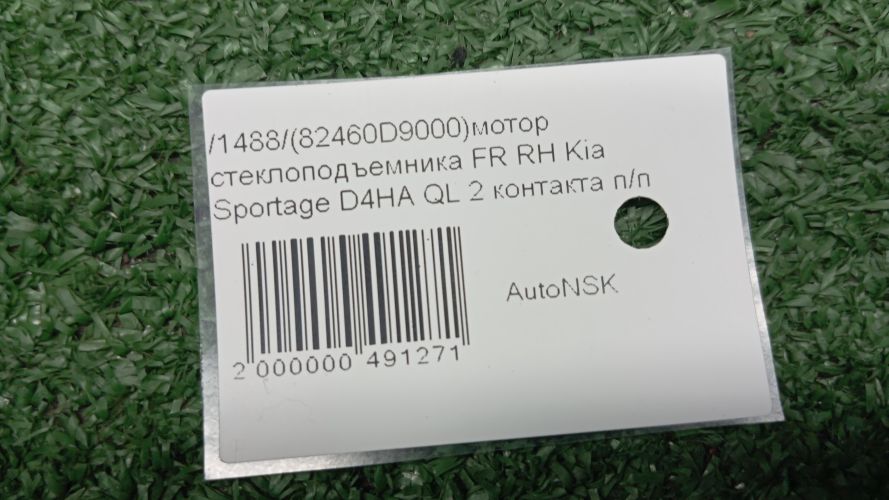 /1488/(82460D9000)мотор
стеклоподъемника FR RH Kia
Sportage D4HA QL 2 контакта п/п
AutoNSK
2 000000 491271